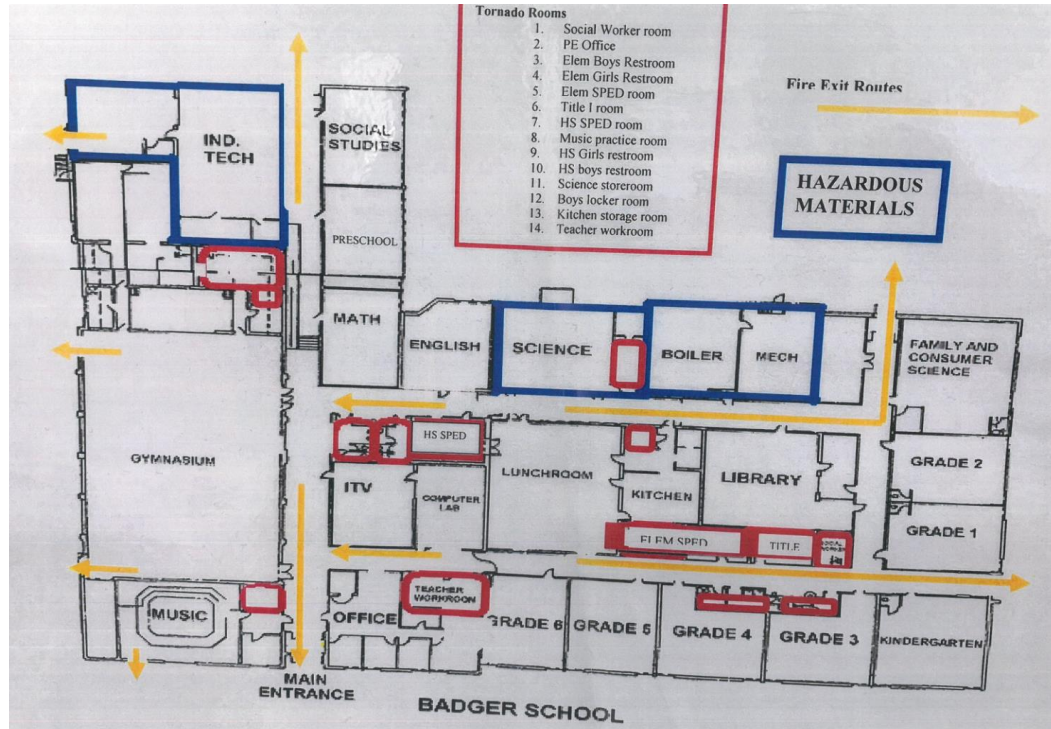 Tornado Rooms
1. Social Worker room
2. PE Office
3. Elem Boys Restroom
4. Elem Girls Restroom
5. Elem SPED room
6. Title I room
7. HS SPED room
8. Music practice room
9. HS Girls restroom
10. HS boys restroom
11. Science storeroom
12. Boys locker room
13. Kitchen storage room
14. Teacher workroom
Fire Exit Routes
HAZARDOUS
MATERIALS
IND.
TECH
SOCIAL
STUDIES
PRESCHOOL
MATH
ENGLISH
SCIENCE
BOILER
MECH
FAMILY AND
CONSUMER
SCIENCE
GYMNASIUM
HS SPED
ITV
COMPUTER
LAB
LUNCHROOM
KITCHEN
LIBRARY
GRADE 2
GRADE 1
ELEM SPED
TITLE
SOCIAL
WORKER
MUSIC
OFFICE
TEACHER
WORKROOM
GRADE 6
GRADE 5
GRADE 4
GRADE 3
KINDERGARTEN
MAIN
ENTRANCE
BADGER SCHOOL